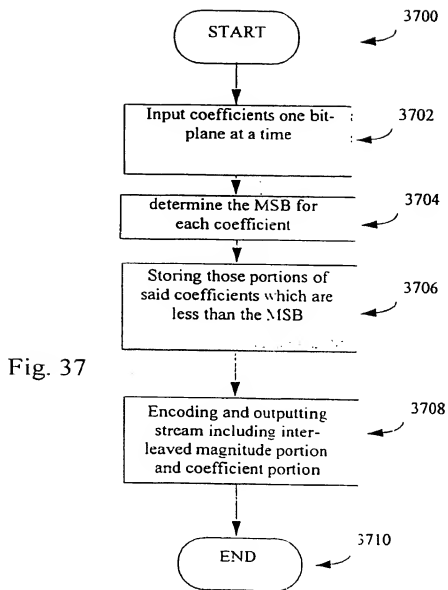 START
3700
Input coefficients one bit-
plane at a time
3702
determine the MSB for
each coefficient
3704
Storing those portions of
said coefficients which are
less than the MSB
3706
Fig. 37
Encoding and outputting
stream including inter-
leaved magnitude portion
and coefficient portion
3708
END
3710